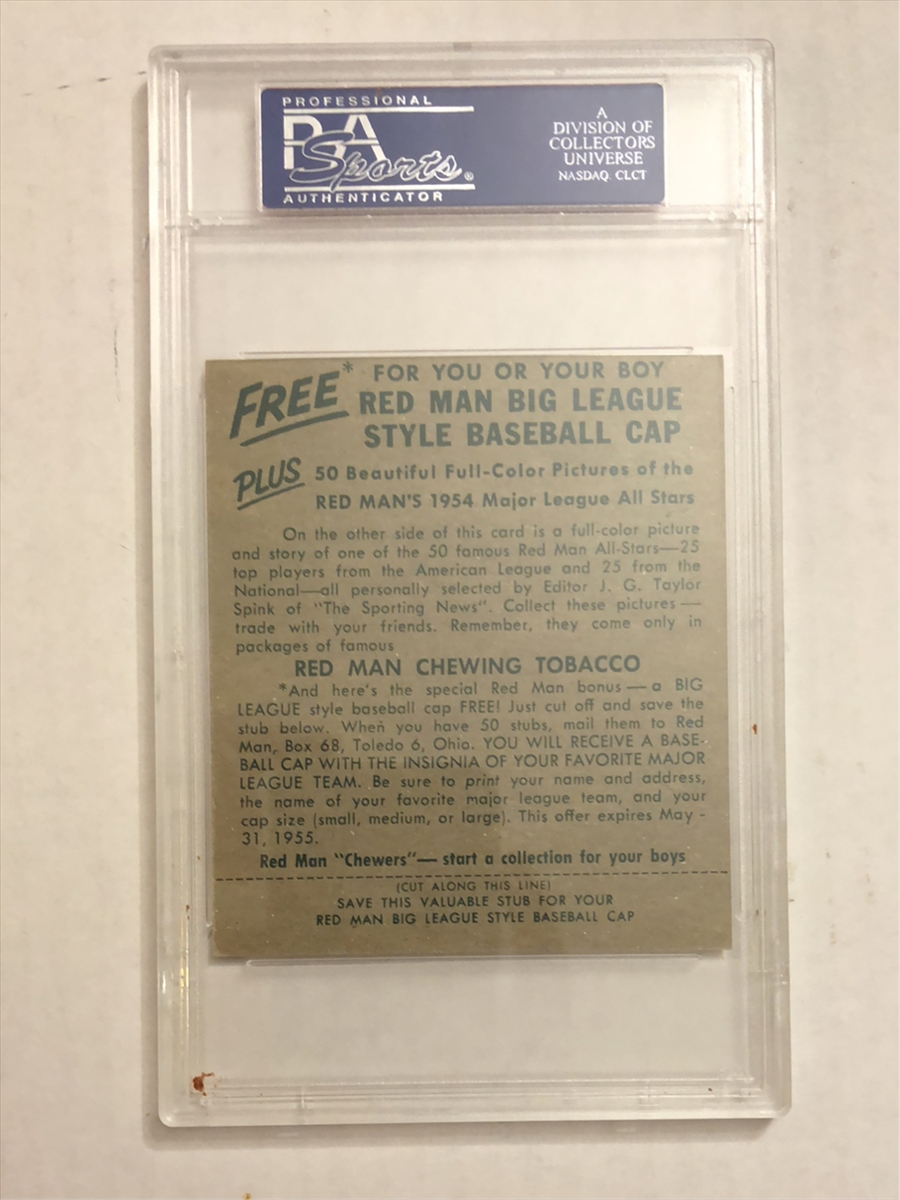 PROFESSIONAL
PSA
Sports®
AUTHENTICATOR
A
DIVISION OF
COLLECTORS
UNIVERSE
NASDAQ. CLCT
FREE* FOR YOU OR YOUR BOY
RED MAN BIG LEAGUE
STYLE BASEBALL CAP
PLUS 50 Beautiful Full-Color Pictures of the
RED MAN'S 1954 Major League All Stars
On the other side of this card is a full-color picture
and story of one of the 50 famous Red Man All-Stars—25
top players from the American League and 25 from the
National—all personally selected by Editor J. G. Taylor
Spink of "The Sporting News". Collect these pictures—
trade with your friends. Remember, they come only in
packages of famous
RED MAN CHEWING TOBACCO
*And here's the special Red Man bonus—a BIG
LEAGUE style baseball cap FREE! Just cut off and save the
stub below. When you have 50 stubs, mail them to Red
Man, Box 68, Toledo 6, Ohio. YOU WILL RECEIVE A BASE-
BALL CAP WITH THE INSIGNIA OF YOUR FAVORITE MAJOR
LEAGUE TEAM. Be sure to print your name and address,
the name of your favorite major league team, and your
cap size (small, medium, or large). This offer expires May -
31, 1955.
Red Man "Chewers"—start a collection for your boys
(CUT ALONG THIS LINE)
SAVE THIS VALUABLE STUB FOR YOUR
RED MAN BIG LEAGUE STYLE BASEBALL CAP